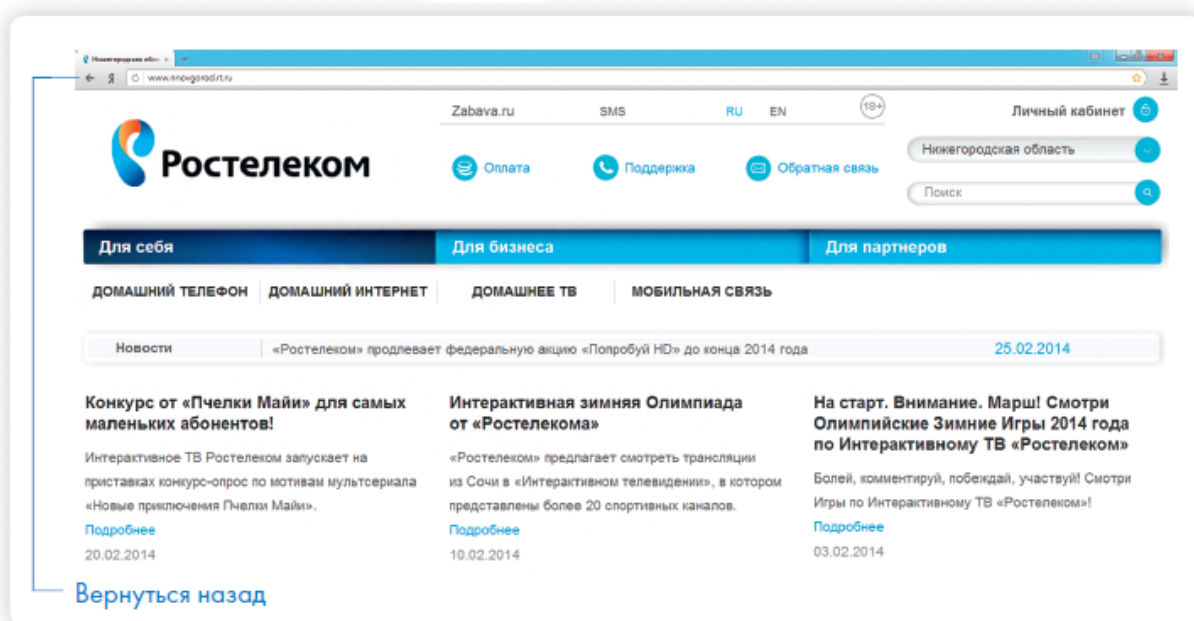 Нижегородская обл
www.nnovgorod.rt.ru
Zabava.ru SMS RU EN 18+ Личный кабинет
Ростелеком
Оплата Поддержка Обратная связь
Нижегородская область
Поиск
Для себя Для бизнеса Для партнеров
ДОМАШНИЙ ТЕЛЕФОН ДОМАШНИЙ ИНТЕРНЕТ ДОМАШНЕЕ ТВ МОБИЛЬНАЯ СВЯЗЬ
Новости «Ростелеком» продлевает федеральную акцию «Попробуй HD» до конца 2014 года 25.02.2014
Конкурс от «Пчелки Майи» для самых
маленьких абонентов!
Интерактивное ТВ Ростелеком запускает на
приставках конкурс-опрос по мотивам мультсериала
«Новые приключения Пчелки Майи».
Подробнее
20.02.2014
Интерактивная зимняя Олимпиада
от «Ростелекома»
«Ростелеком» предлагает смотреть трансляции
из Сочи в «Интерактивном телевидении», в котором
представлены более 20 спортивных каналов.
Подробнее
10.02.2014
На старт. Внимание. Марш! Смотри
Олимпийские Зимние Игры 2014 года
по Интерактивному ТВ «Ростелеком»
Болей, комментируй, побеждай, участвуй! Смотри
Игры по Интерактивному ТВ «Ростелеком»!
Подробнее
03.02.2014
Вернуться назад